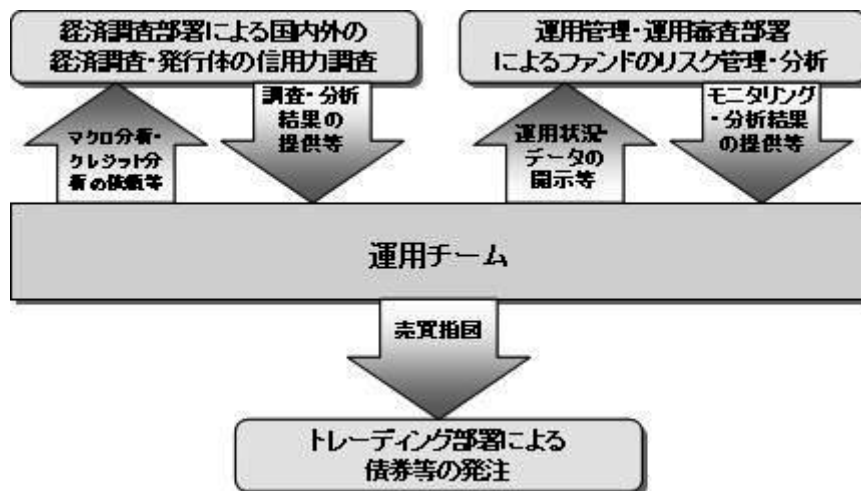 経済調査部署による国内外の
経済調査・発行体の信用力調査
運用管理・運用審査部署
によるファンドのリスク管理・分析
マクロ分析・
クレジット分
析の依頼等
調査・分析
結果の
提供等
運用状況・
データの
開示等
モニタリング
・分析結果
の提供等
運用チーム
売買指図
トレーディング部署による
債券等の発注